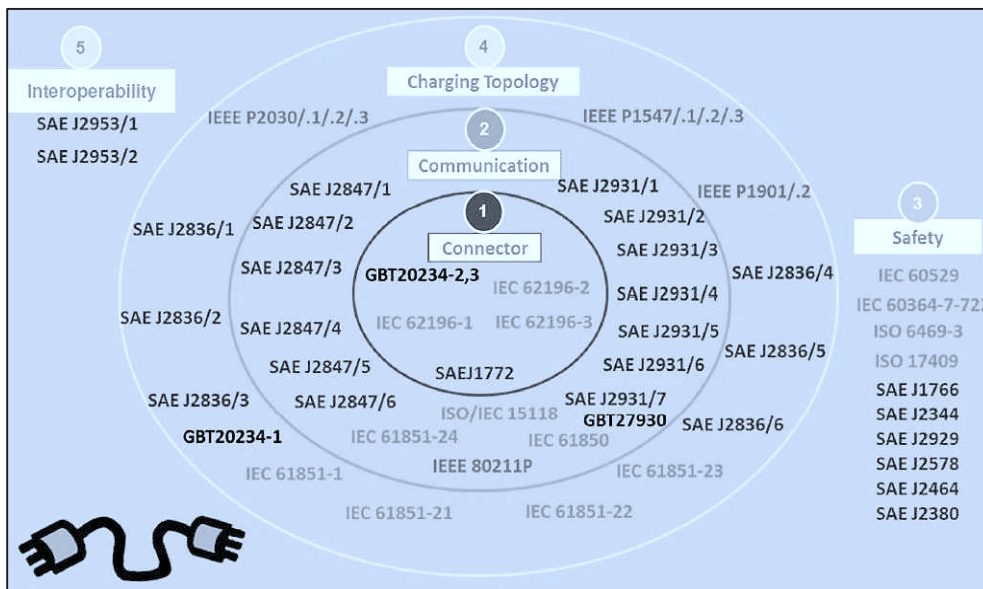 5
Interoperability
SAE J2953/1
SAE J2953/2
4
Charging Topology
IEEE P2030/.1/.2/.3
IEEE P1547/.1/.2/.3
2
Communication
SAE J2847/1
SAE J2931/1
IEEE P1901/.2
SAE J2836/1
SAE J2847/2
1
SAE J2931/2
Connector
SAE J2847/3
GBT20234-2,3
SAE J2931/3
SAE J2836/4
IEC 62196-2
SAE J2931/4
SAE J2836/2
SAE J2847/4
IEC 62196-1
IEC 62196-3
SAE J2931/5
SAE J2836/5
SAE J2847/5
SAEJ1772
SAE J2931/6
SAE J2836/3
SAE J2847/6
ISO/IEC 15118
SAE J2931/7
GBT27930
SAE J2836/6
GBT20234-1
IEC 61851-24
IEC 61850
IEC 61851-1
IEEE 80211P
IEC 61851-23
IEC 61851-21
IEC 61851-22
3
Safety
IEC 60529
IEC 60364-7-722
ISO 6469-3
ISO 17409
SAE J1766
SAE J2344
SAE J2929
SAE J2578
SAE J2464
SAE J2380